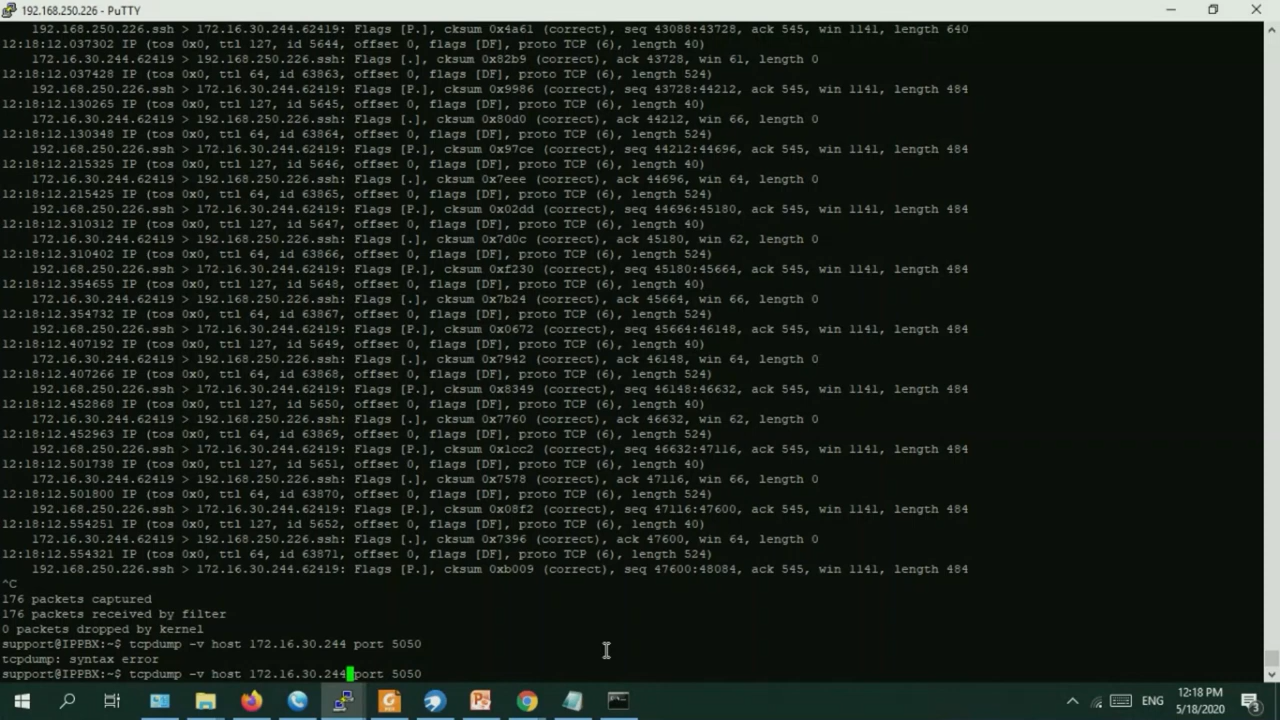 192.168.250.226 - PuTTY
192.168.250.226.ssh > 172.16.30.244.62419: Flags [P.], cksum 0x4a61 (correct), seq 43088:43728, ack 545, win 1141, length 640
12:18:12.037302 IP (tos 0x0, ttl 127, id 5644, offset 0, flags [DF], proto TCP (6), length 40)
172.16.30.244.62419 > 192.168.250.226.ssh: Flags [.], cksum 0x82b9 (correct), ack 43728, win 61, length 0
12:18:12.037428 IP (tos 0x0, ttl 64, id 63863, offset 0, flags [DF], proto TCP (6), length 524)
192.168.250.226.ssh > 172.16.30.244.62419: Flags [P.], cksum 0x9986 (correct), seq 43728:44212, ack 545, win 1141, length 484
12:18:12.130265 IP (tos 0x0, ttl 127, id 5645, offset 0, flags [DF], proto TCP (6), length 40)
172.16.30.244.62419 > 192.168.250.226.ssh: Flags [.], cksum 0x80d0 (correct), ack 44212, win 66, length 0
12:18:12.130348 IP (tos 0x0, ttl 64, id 63864, offset 0, flags [DF], proto TCP (6), length 524)
192.168.250.226.ssh > 172.16.30.244.62419: Flags [P.], cksum 0x97ce (correct), seq 44212:44696, ack 545, win 1141, length 484
12:18:12.215325 IP (tos 0x0, ttl 127, id 5646, offset 0, flags [DF], proto TCP (6), length 40)
172.16.30.244.62419 > 192.168.250.226.ssh: Flags [.], cksum 0x7eee (correct), ack 44696, win 64, length 0
12:18:12.215425 IP (tos 0x0, ttl 64, id 63865, offset 0, flags [DF], proto TCP (6), length 524)
192.168.250.226.ssh > 172.16.30.244.62419: Flags [P.], cksum 0x02dd (correct), seq 44696:45180, ack 545, win 1141, length 484
12:18:12.310312 IP (tos 0x0, ttl 127, id 5647, offset 0, flags [DF], proto TCP (6), length 40)
172.16.30.244.62419 > 192.168.250.226.ssh: Flags [.], cksum 0x7d0c (correct), ack 45180, win 62, length 0
12:18:12.310402 IP (tos 0x0, ttl 64, id 63866, offset 0, flags [DF], proto TCP (6), length 524)
192.168.250.226.ssh > 172.16.30.244.62419: Flags [P.], cksum 0xf230 (correct), seq 45180:45664, ack 545, win 1141, length 484
12:18:12.354655 IP (tos 0x0, ttl 127, id 5648, offset 0, flags [DF], proto TCP (6), length 40)
172.16.30.244.62419 > 192.168.250.226.ssh: Flags [.], cksum 0x7b24 (correct), ack 45664, win 66, length 0
12:18:12.354732 IP (tos 0x0, ttl 64, id 63867, offset 0, flags [DF], proto TCP (6), length 524)
192.168.250.226.ssh > 172.16.30.244.62419: Flags [P.], cksum 0x0672 (correct), seq 45664:46148, ack 545, win 1141, length 484
12:18:12.407192 IP (tos 0x0, ttl 127, id 5649, offset 0, flags [DF], proto TCP (6), length 40)
172.16.30.244.62419 > 192.168.250.226.ssh: Flags [.], cksum 0x7942 (correct), ack 46148, win 64, length 0
12:18:12.407266 IP (tos 0x0, ttl 64, id 63868, offset 0, flags [DF], proto TCP (6), length 524)
192.168.250.226.ssh > 172.16.30.244.62419: Flags [P.], cksum 0x8349 (correct), seq 46148:46632, ack 545, win 1141, length 484
12:18:12.452868 IP (tos 0x0, ttl 127, id 5650, offset 0, flags [DF], proto TCP (6), length 40)
172.16.30.244.62419 > 192.168.250.226.ssh: Flags [.], cksum 0x7760 (correct), ack 46632, win 62, length 0
12:18:12.452963 IP (tos 0x0, ttl 64, id 63869, offset 0, flags [DF], proto TCP (6), length 524)
192.168.250.226.ssh > 172.16.30.244.62419: Flags [P.], cksum 0x1cc2 (correct), seq 46632:47116, ack 545, win 1141, length 484
12:18:12.501738 IP (tos 0x0, ttl 127, id 5651, offset 0, flags [DF], proto TCP (6), length 40)
172.16.30.244.62419 > 192.168.250.226.ssh: Flags [.], cksum 0x7578 (correct), ack 47116, win 66, length 0
12:18:12.501800 IP (tos 0x0, ttl 64, id 63870, offset 0, flags [DF], proto TCP (6), length 524)
192.168.250.226.ssh > 172.16.30.244.62419: Flags [P.], cksum 0x08f2 (correct), seq 47116:47600, ack 545, win 1141, length 484
12:18:12.554251 IP (tos 0x0, ttl 127, id 5652, offset 0, flags [DF], proto TCP (6), length 40)
172.16.30.244.62419 > 192.168.250.226.ssh: Flags [.], cksum 0x7396 (correct), ack 47600, win 64, length 0
12:18:12.554321 IP (tos 0x0, ttl 64, id 63871, offset 0, flags [DF], proto TCP (6), length 524)
192.168.250.226.ssh > 172.16.30.244.62419: Flags [P.], cksum 0xb009 (correct), seq 47600:48084, ack 545, win 1141, length 484
^C
176 packets captured
176 packets received by filter
0 packets dropped by kernel
support@IPPBX:~$ tcpdump -v host 172.16.30.244 port 5050
tcpdump: syntax error
support@IPPBX:~$ tcpdump -v host 172.16.30.244 port 5050
ENG
12:18 PM
5/18/2020
3